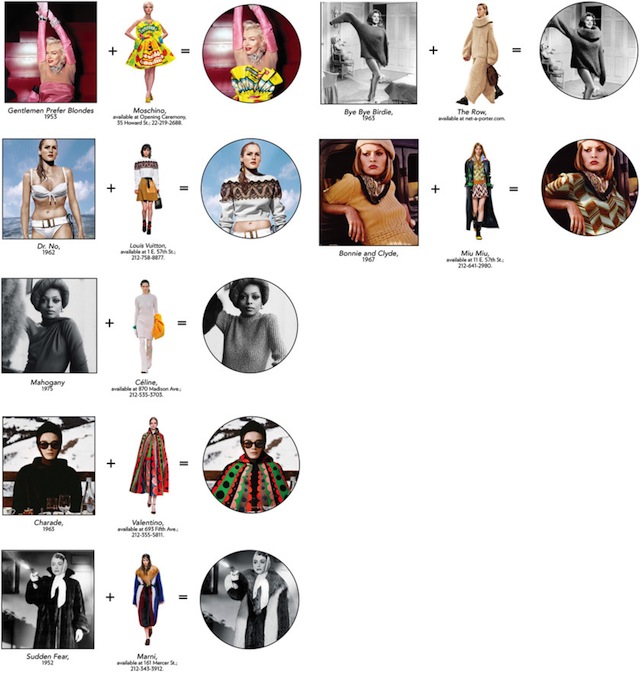 +
=
Gentlemen Prefer Blondes
1953
Moschino,
available at Opening Ceremony,
35 Howard St.; 22-219-2688.
+
=
Bye Bye Birdie,
1963
The Row,
available at net-a-porter.com.
+
=
Dr. No,
1962
Louis Vuitton,
available at 1 E. 57th St.;
212-758-8877.
+
=
Bonnie and Clyde,
1967
Miu Miu,
available at 11 E. 57th St.;
212-641-2980.
+
=
Mahogany
1975
Céline,
available at 870 Madison Ave.;
212-535-3703.
+
=
Charade,
1963
Valentino,
available at 693 Fifth Ave.;
212-355-5811.
+
=
Sudden Fear,
1952
Marni,
available at 161 Mercer St.;
212-343-3912.